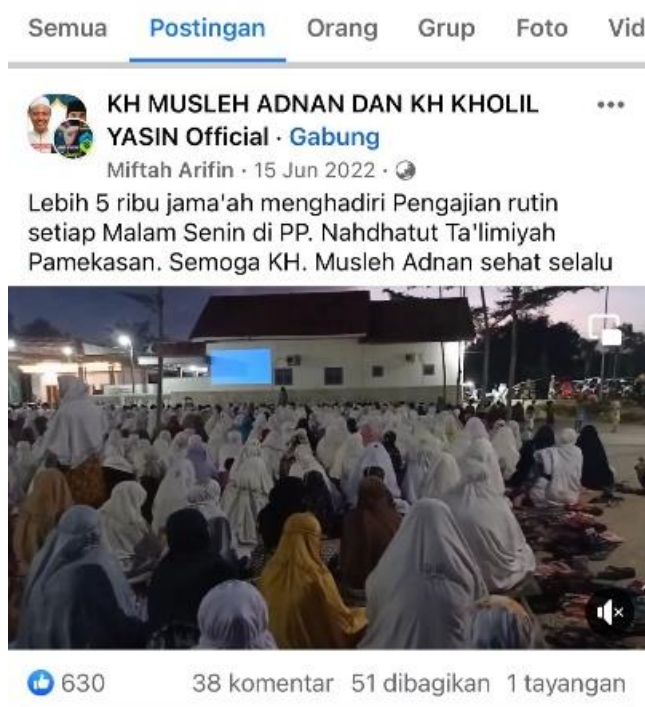 Semua Postingan Orang Grup Foto Vid
KH MUSLEH ADNAN DAN KH KHOLIL
YASIN Official · Gabung
Miftah Arifin · 15 Jun 2022 ·
Lebih 5 ribu jama'ah menghadiri Pengajian rutin
setiap Malam Senin di PP. Nahdhatut Ta'limiyah
Pamekasan. Semoga KH. Musleh Adnan sehat selalu
630 38 komentar 51 dibagikan 1 tayangan